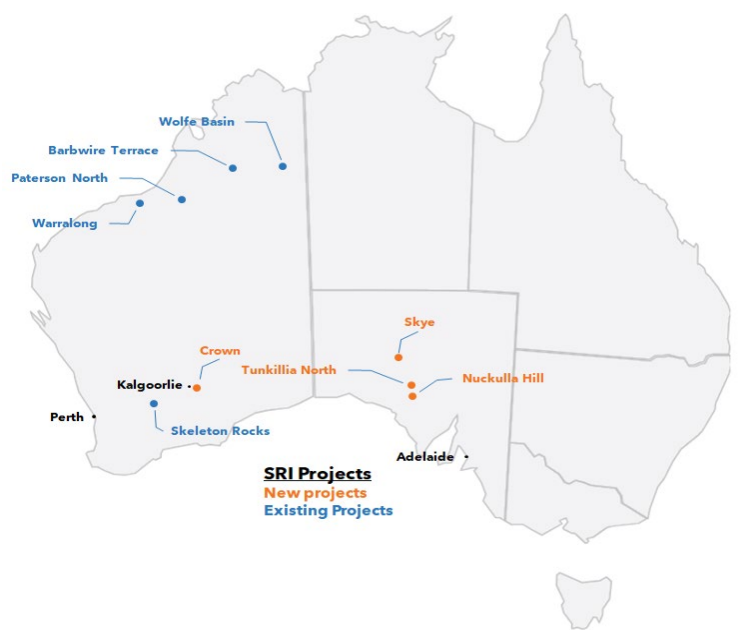 Wolfe Basin
Barbwire Terrace
Paterson North
Warralong
Skye
Crown
Tunkillia North
Nuckulla Hill
Kalgoorlie
Perth
Skeleton Rocks
Adelaide
SRI Projects
New projects
Existing Projects